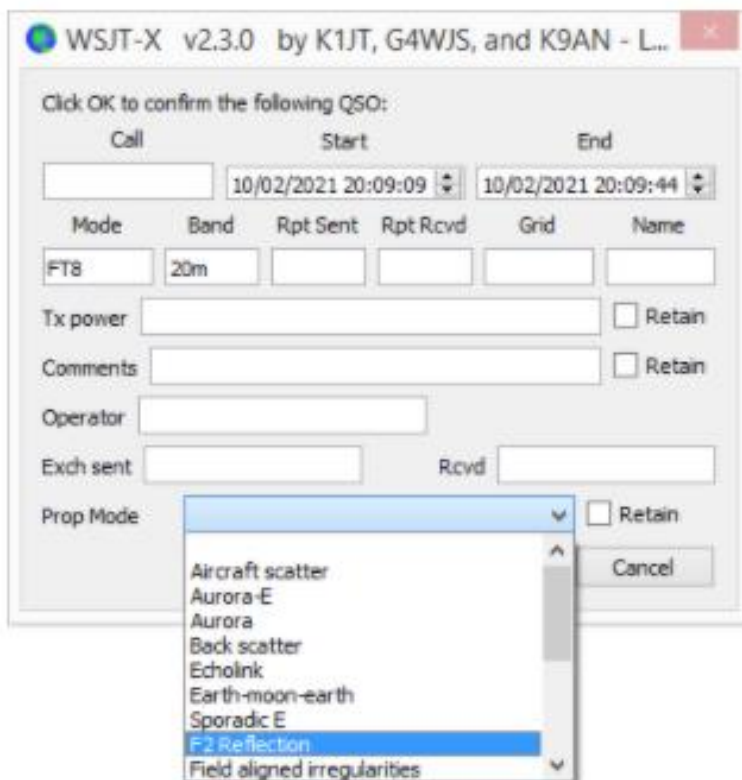 WSJT-X v2.3.0 by K1JT, G4WJS, and K9AN - L...
Click OK to confirm the following QSO:
Call Start End
10/02/2021 20:09:09 10/02/2021 20:09:44
Mode Band Rpt Sent Rpt Rcvd Grid Name
FT8 20m
Tx power Retain
Comments Retain
Operator
Exch sent Rcvd
Prop Mode Retain
Cancel
Aircraft scatter
Aurora-E
Aurora
Back scatter
Echolink
Earth-moon-earth
Sporadic E
F2 Reflection
Field aligned irregularities